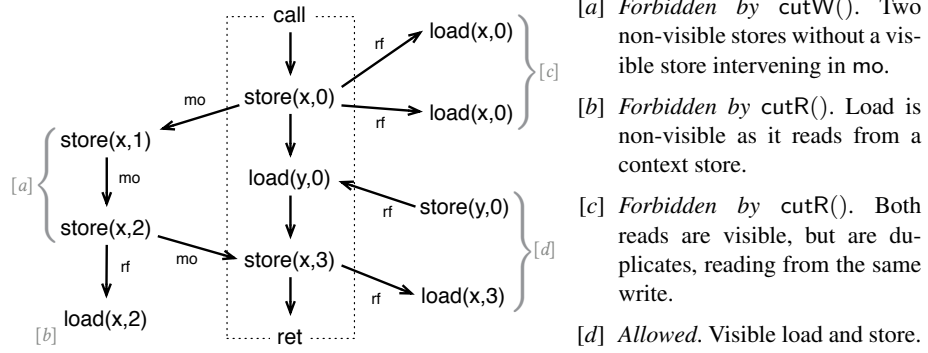 call
rf
load(x,0)
[c]
mo
store(x,0)
rf
load(x,0)
store(x,1)
[a]
mo
load(y,0)
rf
store(y,0)
store(x,2)
mo
[d]
rf
store(x,3)
rf
load(x,3)
load(x,2)
[b]
ret
[a] Forbidden by cutW(). Two
non-visible stores without a vis-
ible store intervening in mo.
[b] Forbidden by cutR(). Load is
non-visible as it reads from a
context store.
[c] Forbidden by cutR(). Both
reads are visible, but are du-
plicates, reading from the same
write.
[d] Allowed. Visible load and store.